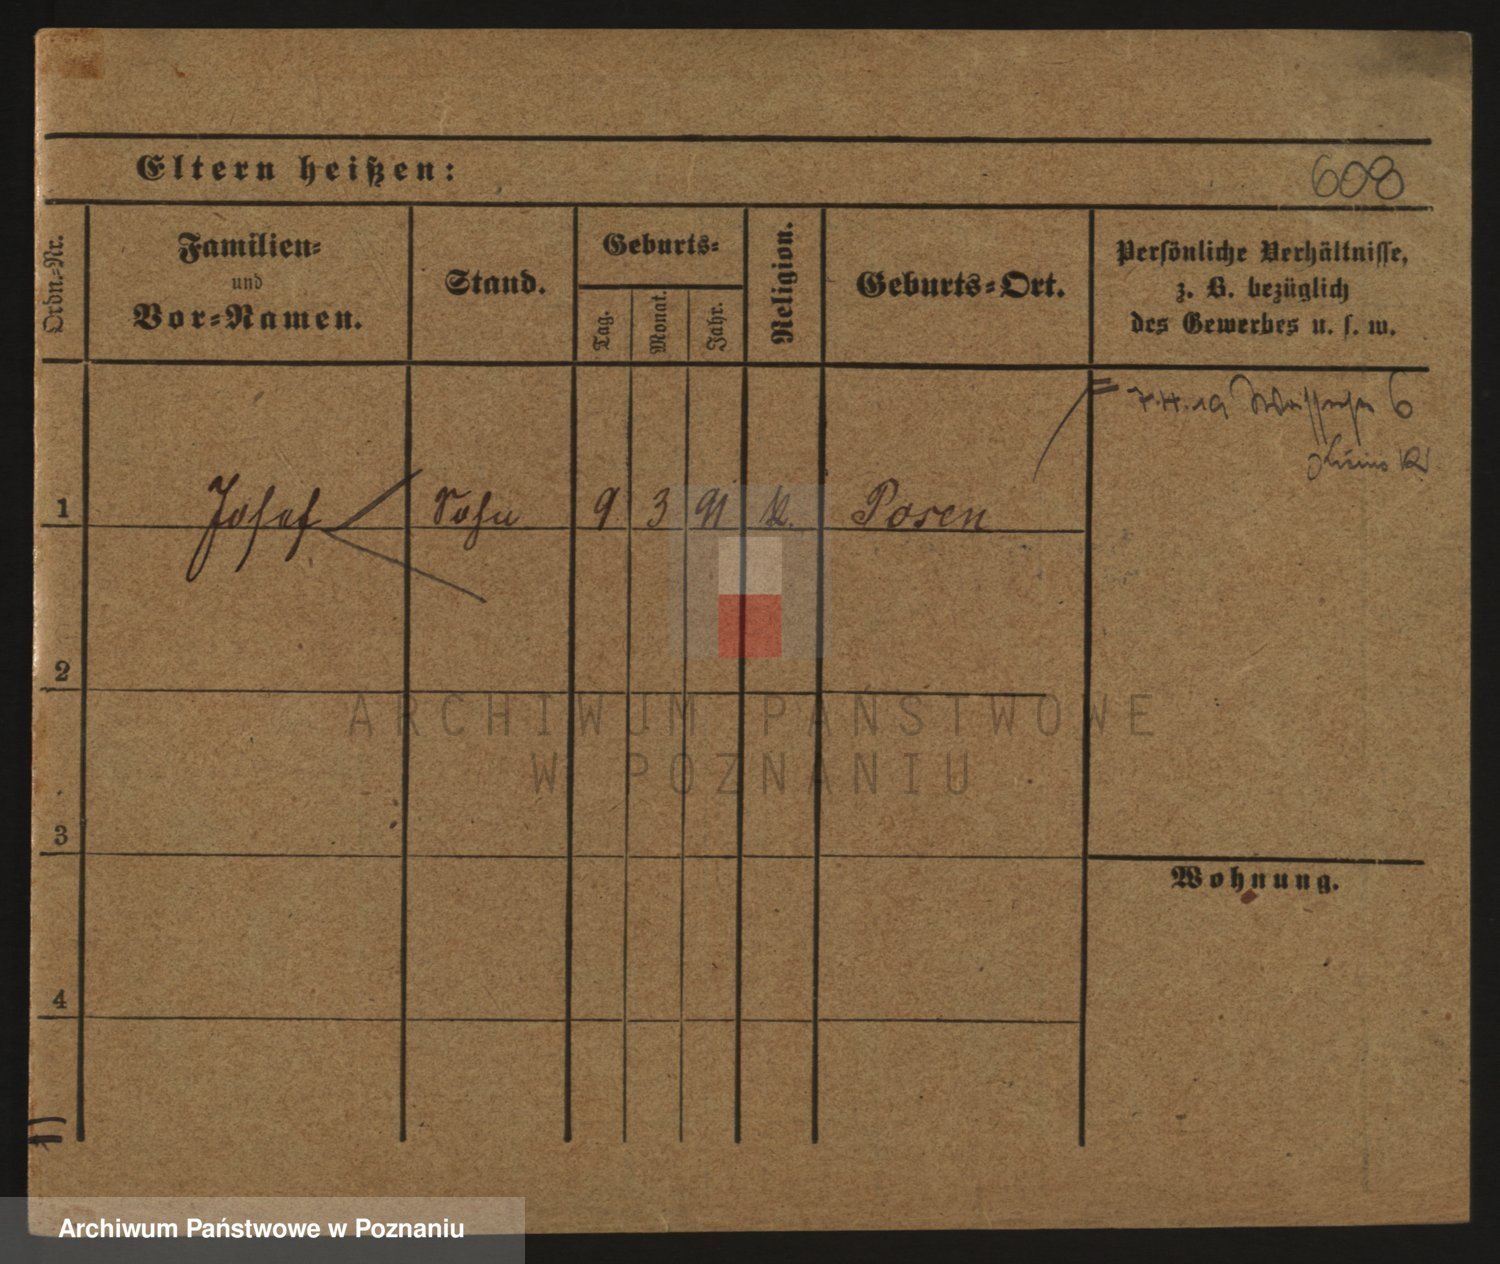 Eltern heißen:
608
Ordn.-Nr.
Familien-
und
Vor-Namen.
Stand.
Geburts-
Tag.
Monat.
Jahr.
Religion.
Geburts-Ort.
Persönliche Verhältnisse,
z. B. bezüglich
des Gewerbes u. s. w.
6
1 Josef Sohn 9 3 91 k. Posen
2
ARCHIWUM PAŃSTWOWE
W POZNANIU
3
Wohnung.
4
Archiwum Państwowe w Poznaniu